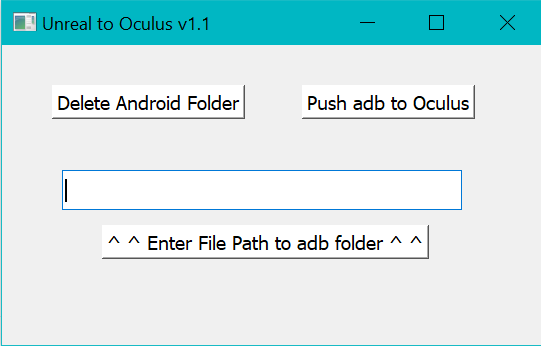 Unreal to Oculus v1.1
Delete Android Folder
Push adb to Oculus
^ ^ Enter File Path to adb folder ^ ^